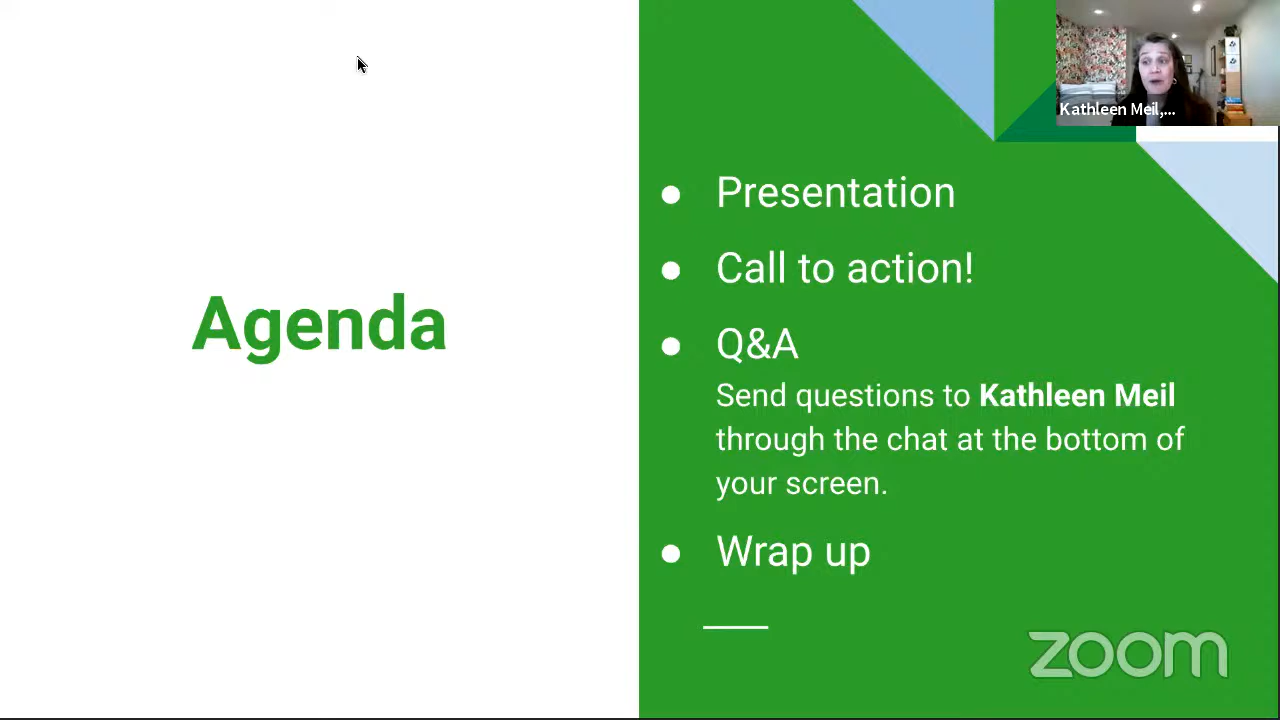 Kathleen Meil,...
Agenda
● Presentation
● Call to action!
● Q&A
Send questions to Kathleen Meil
through the chat at the bottom of
your screen.
● Wrap up
zoom